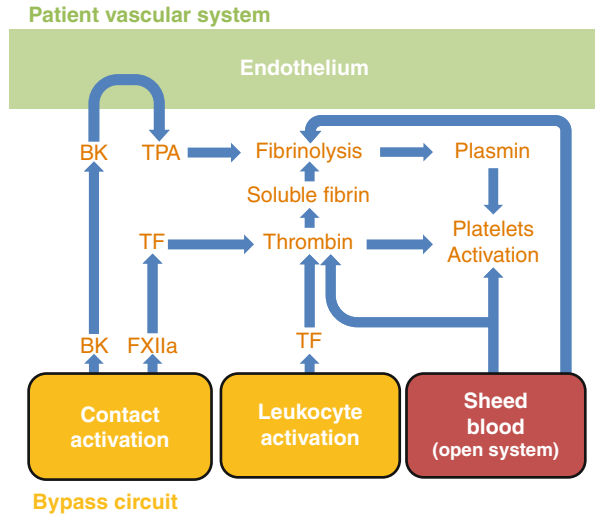 Patient vascular system
Endothelium
BK
TPA
Fibrinolysis
Plasmin
Soluble fibrin
TF
Thrombin
Platelets
Activation
BK
FXIIa
TF
Contact
activation
Leukocyte
activation
Sheed
blood
(open system)
Bypass circuit